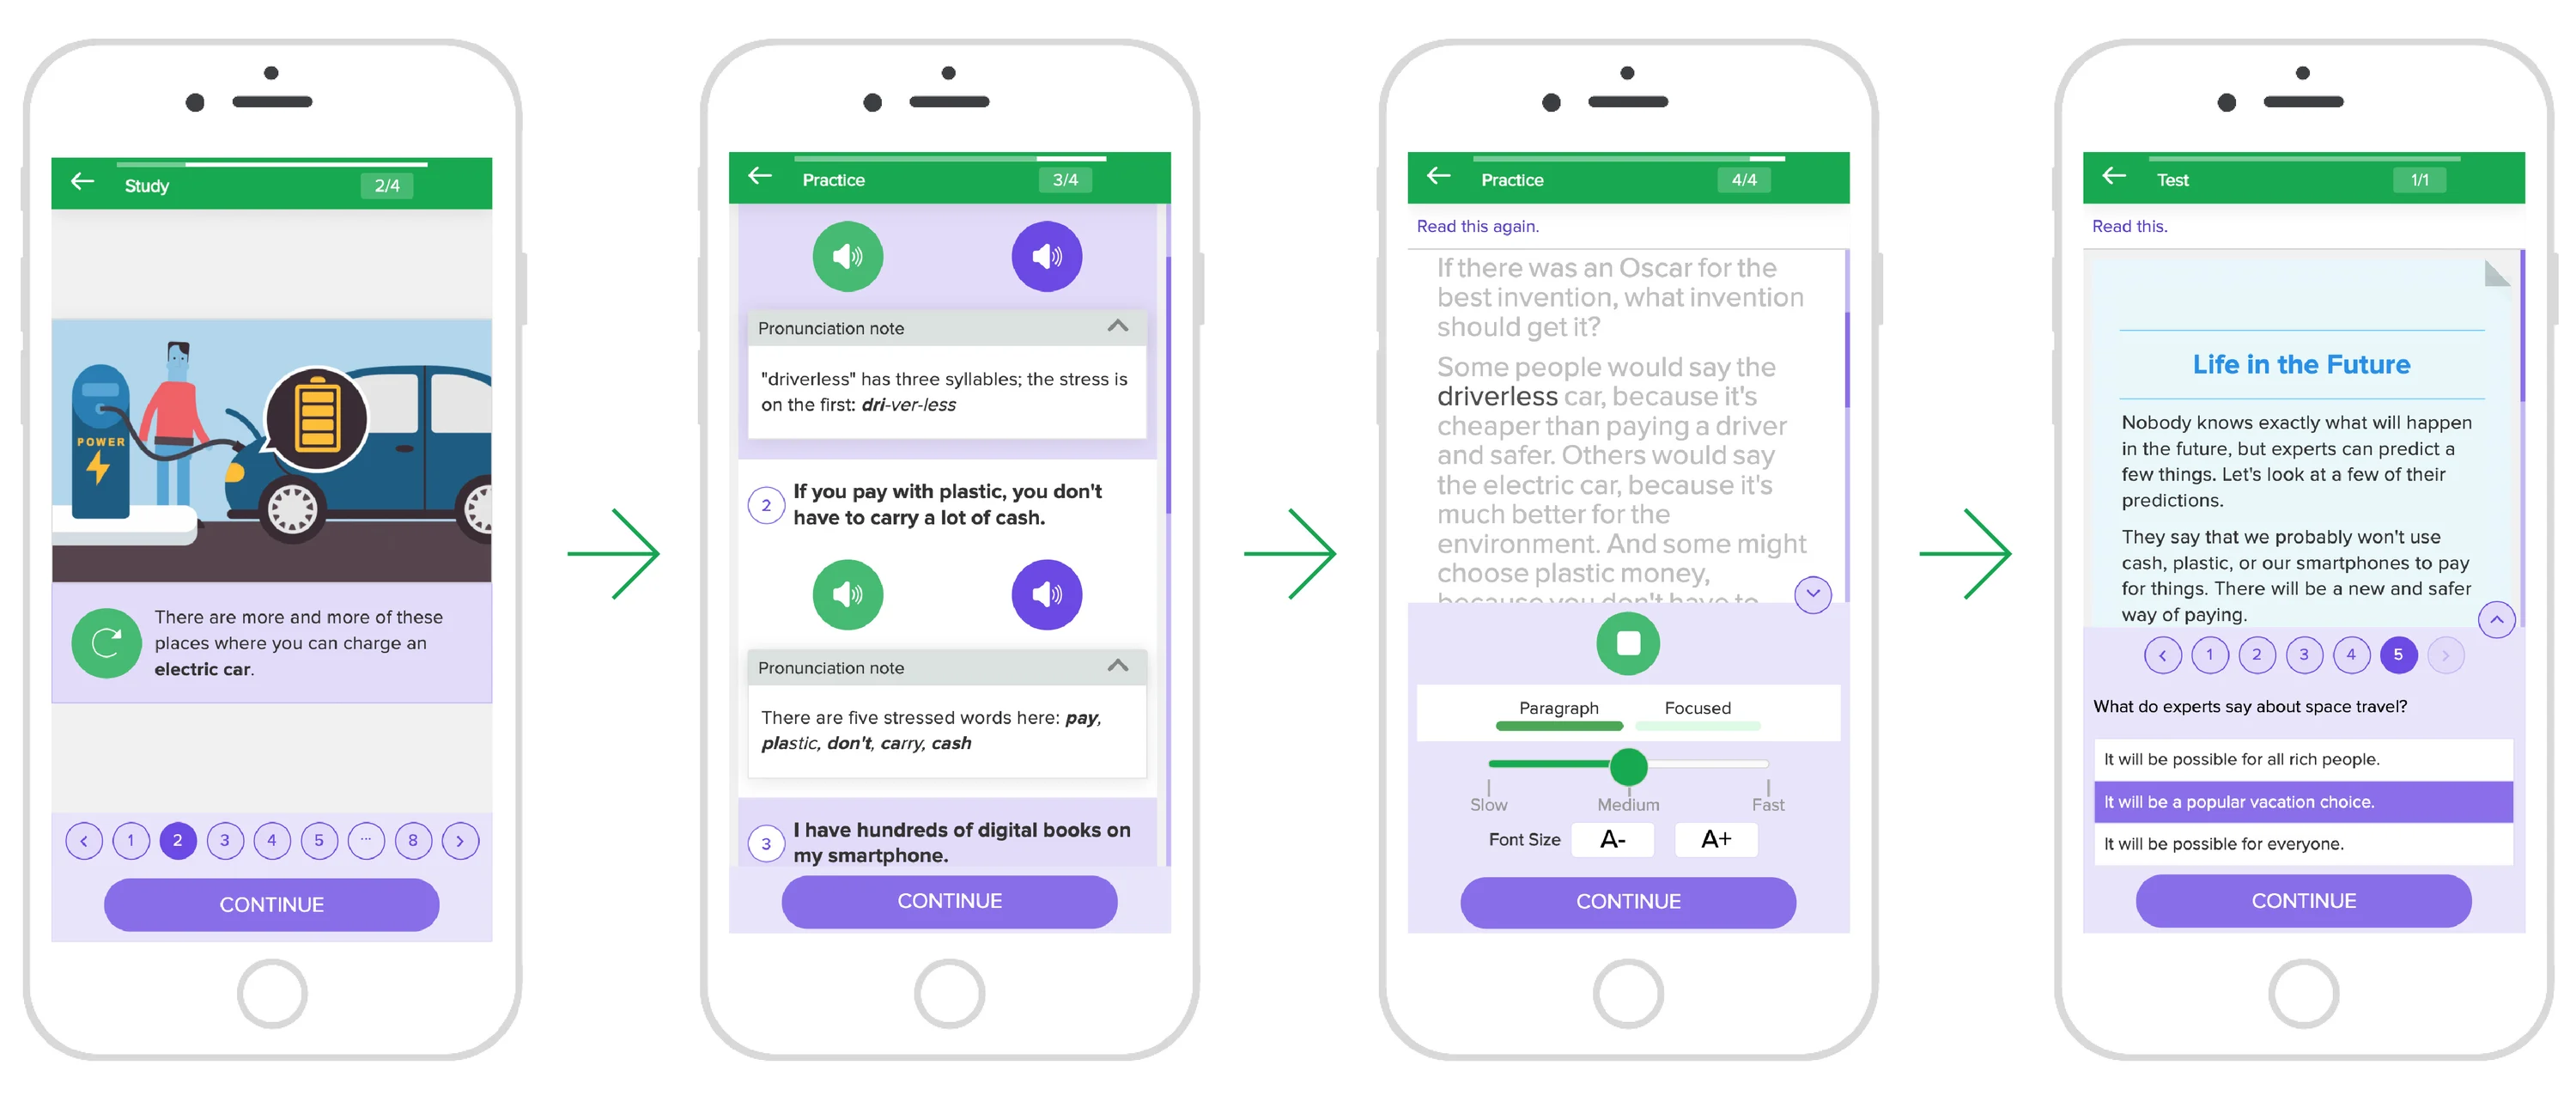 Study
2/4
POWER
There are more and more of these
places where you can charge an
electric car.
1
2
3
4
5
...
8
CONTINUE
Practice
3/4
Pronunciation note
"driverless" has three syllables; the stress is
on the first: dri-ver-less
2
If you pay with plastic, you don't
have to carry a lot of cash.
Pronunciation note
There are five stressed words here: pay,
plastic, don't, carry, cash
3
I have hundreds of digital books on
my smartphone.
CONTINUE
Practice
4/4
Read this again.
If there was an Oscar for the
best invention, what invention
should get it?
Some people would say the
driverless car, because it's
cheaper than paying a driver
and safer. Others would say
the electric car, because it's
much better for the
environment. And some might
choose plastic money,
because you don't have to
Paragraph
Focused
Slow
Medium
Fast
Font Size
A-
A+
CONTINUE
Test
1/1
Read this.
Life in the Future
Nobody knows exactly what will happen
in the future, but experts can predict a
few things. Let's look at a few of their
predictions.
They say that we probably won't use
cash, plastic, or our smartphones to pay
for things. There will be a new and safer
way of paying.
1
2
3
4
5
What do experts say about space travel?
It will be possible for all rich people.
It will be a popular vacation choice.
It will be possible for everyone.
CONTINUE